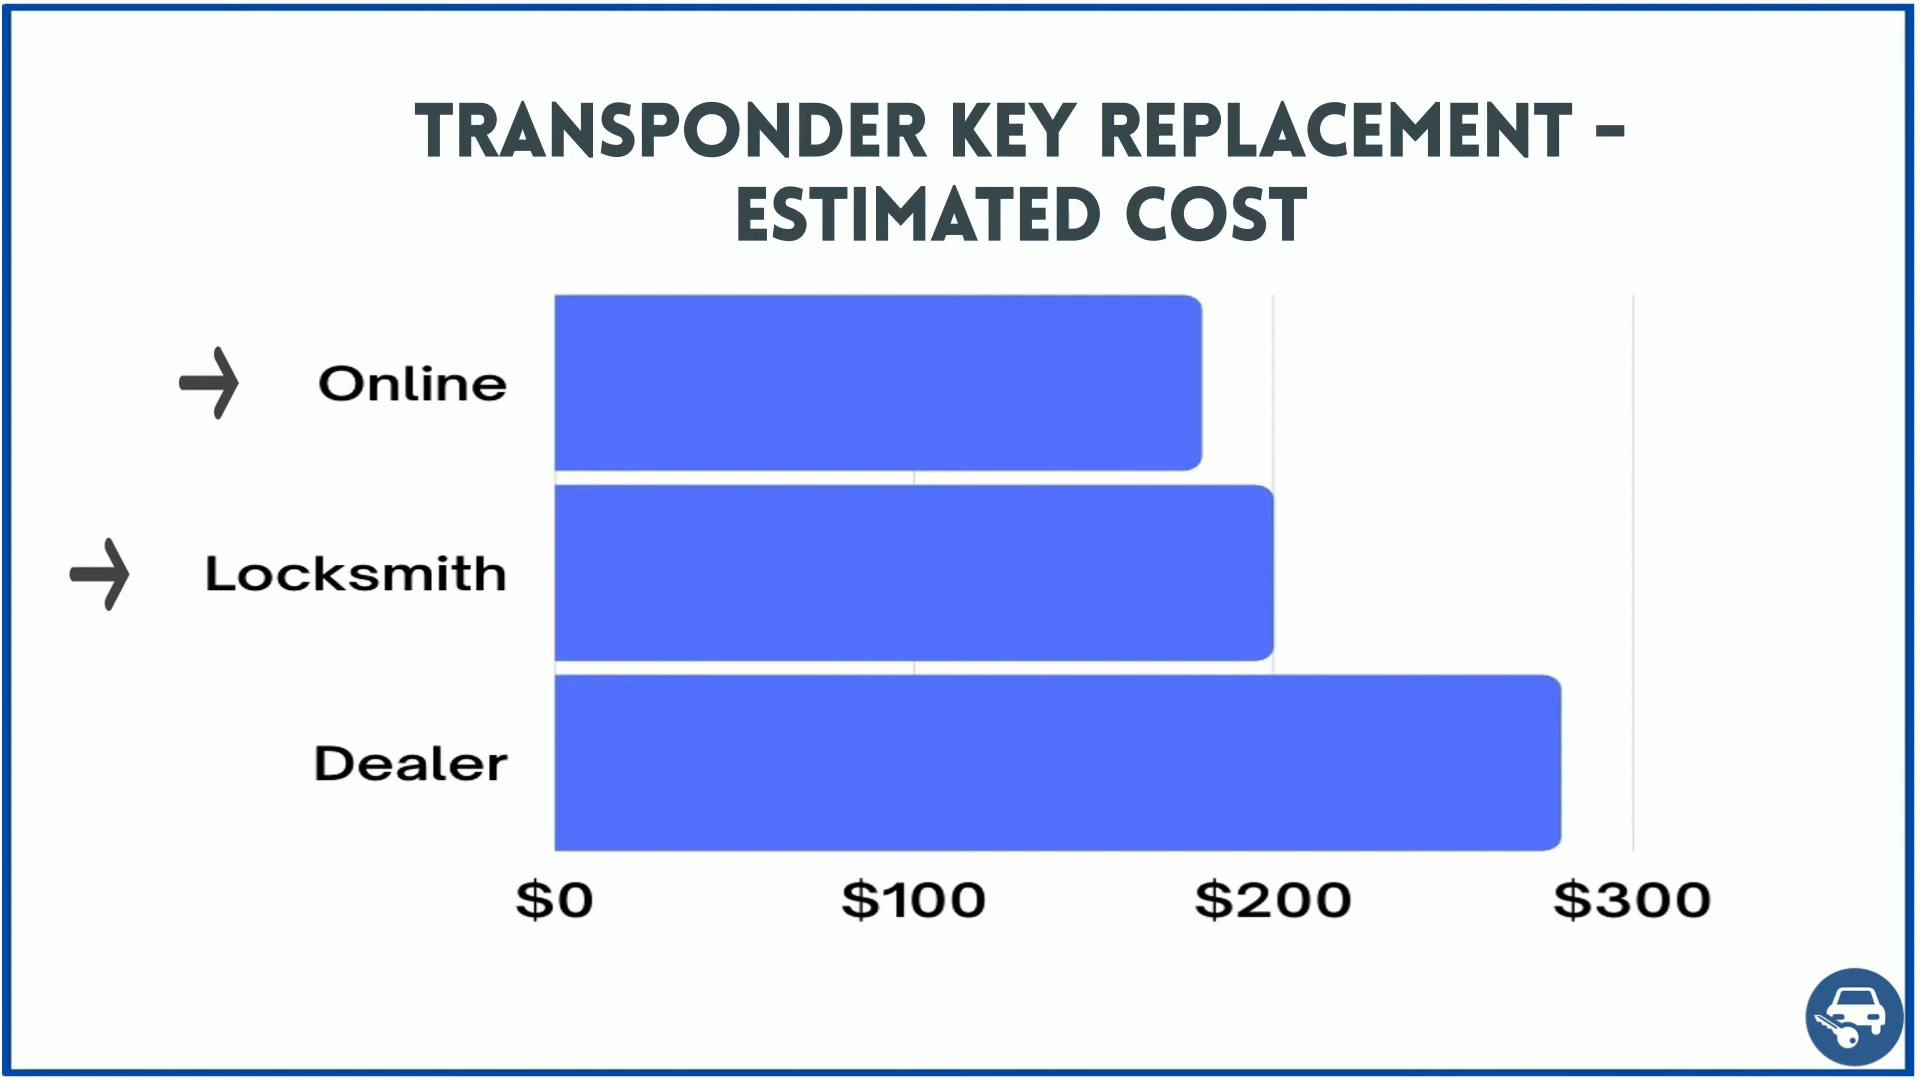 TRANSPONDER KEY REPLACEMENT -
ESTIMATED COST
Online
Locksmith
Dealer
$0 $100 $200 $300